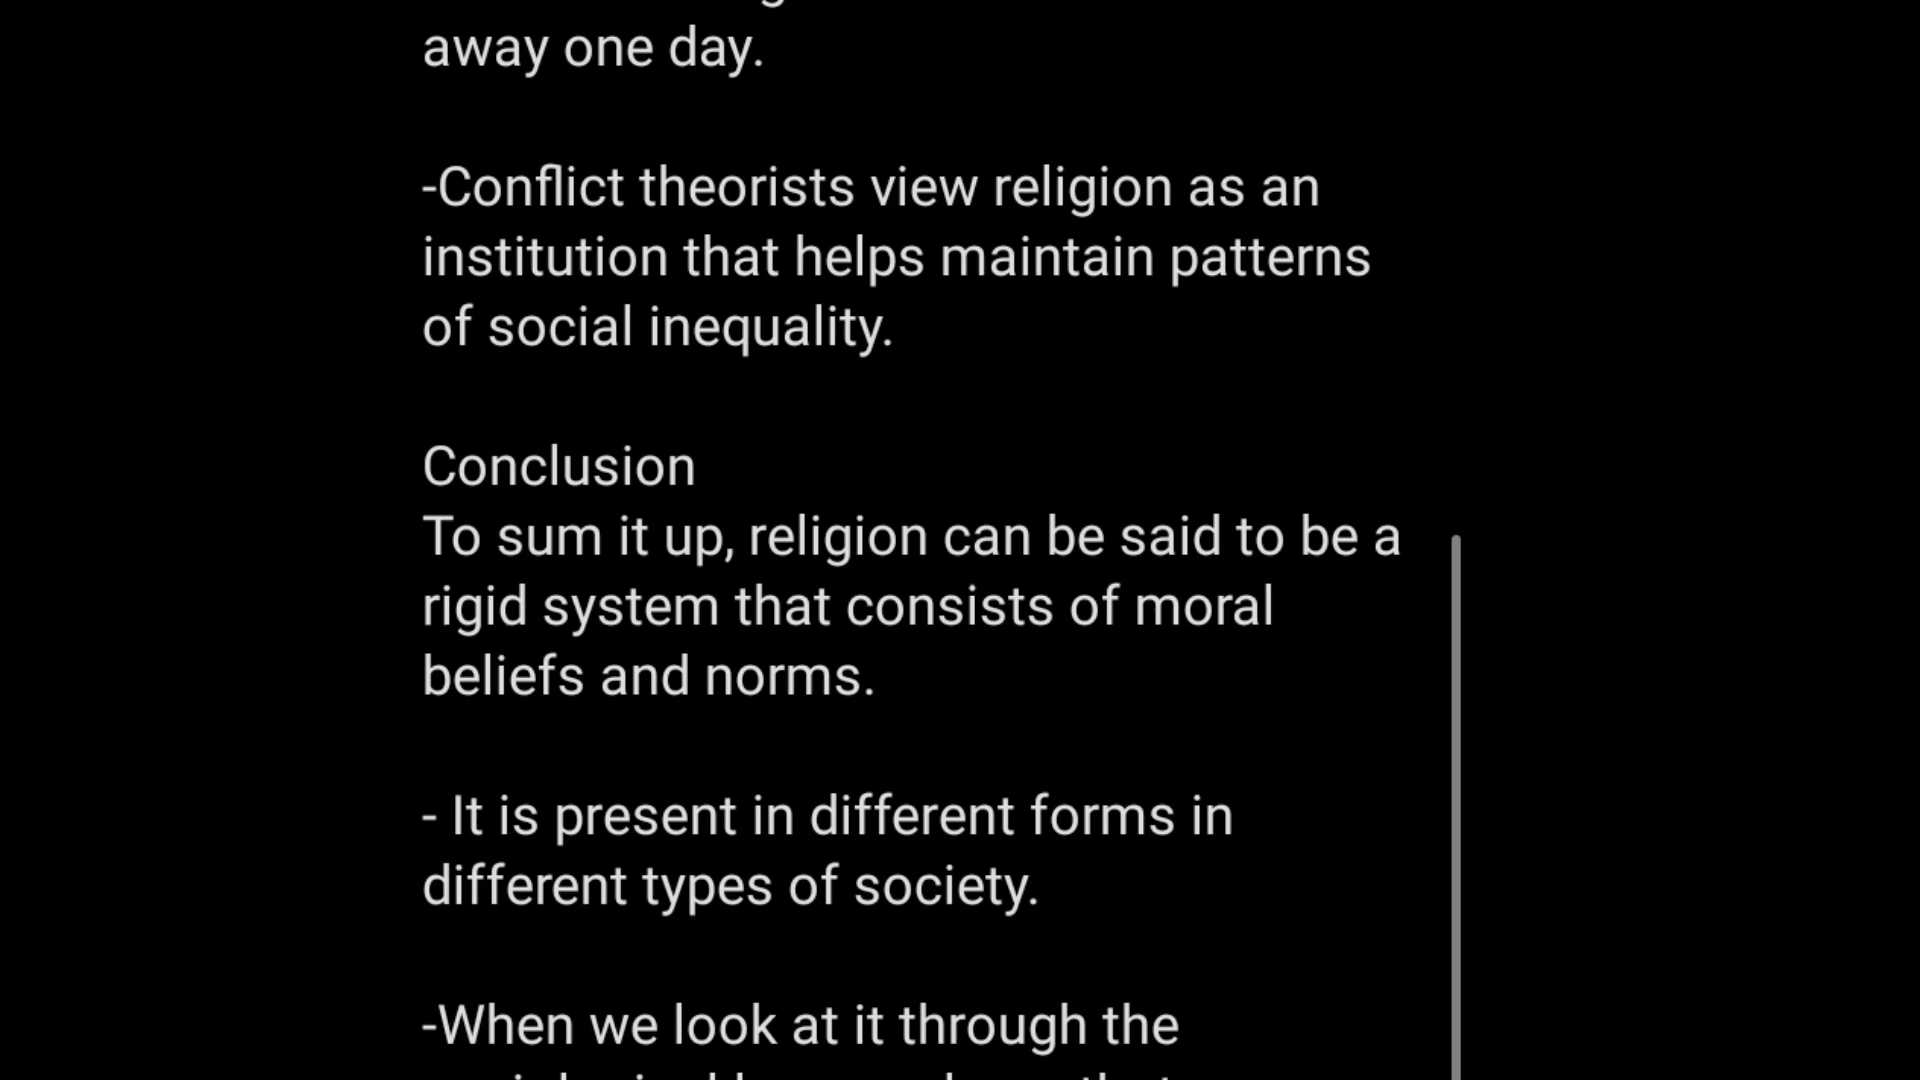 away one day.
-Conflict theorists view religion as an
institution that helps maintain patterns
of social inequality.
Conclusion
To sum it up, religion can be said to be a
rigid system that consists of moral
beliefs and norms.
- It is present in different forms in
different types of society.
-When we look at it through the